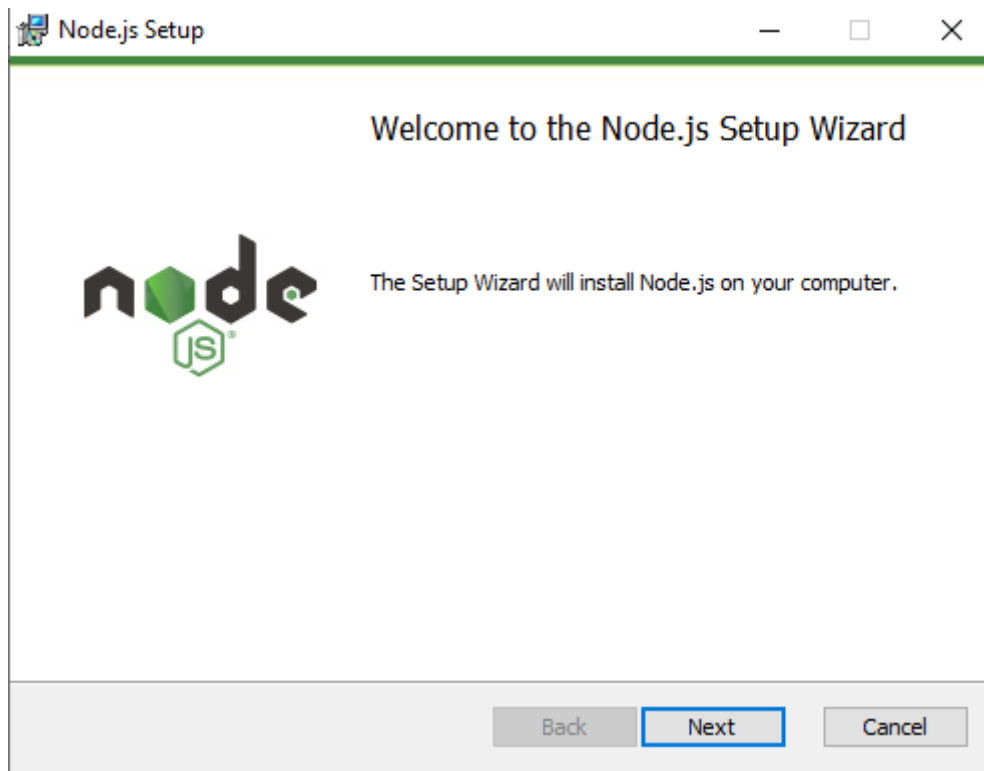 Node.js Setup
Welcome to the Node.js Setup Wizard
node
JS®
The Setup Wizard will install Node.js on your computer.
Back
Next
Cancel